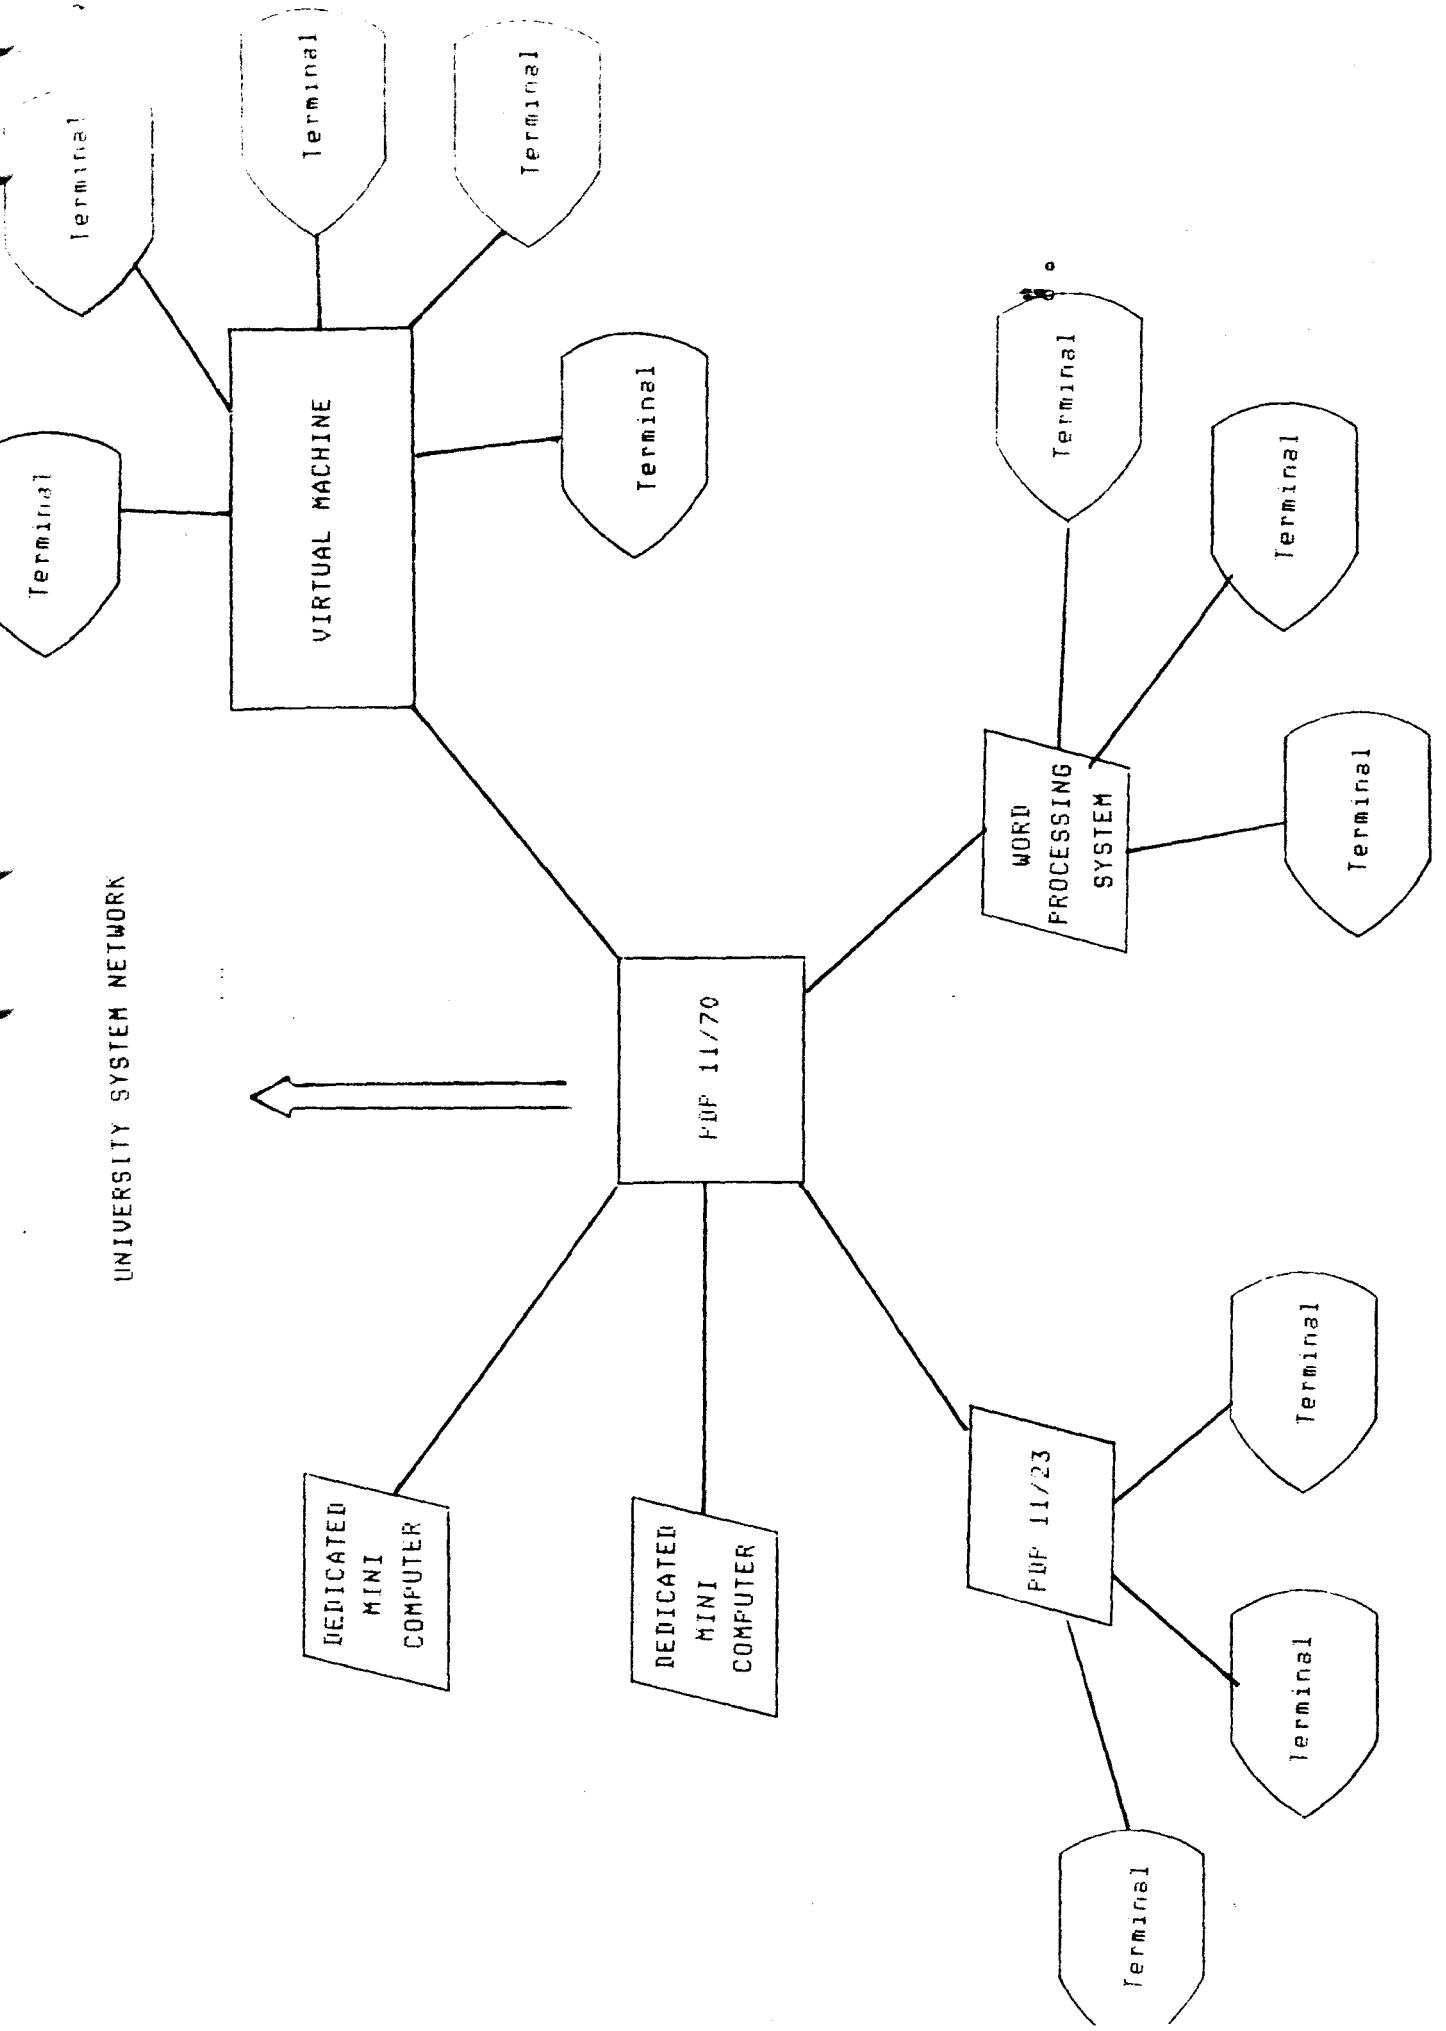 UNIVERSITY SYSTEM NETWORK
Terminal
Terminal
Terminal
Terminal
Terminal
VIRTUAL MACHINE
DEDICATED
MINI
COMPUTER
DEDICATED
MINI
COMPUTER
PDP 11/70
WORD
PROCESSING
SYSTEM
Terminal
Terminal
Terminal
PDP 11/23
Terminal
Terminal
Terminal